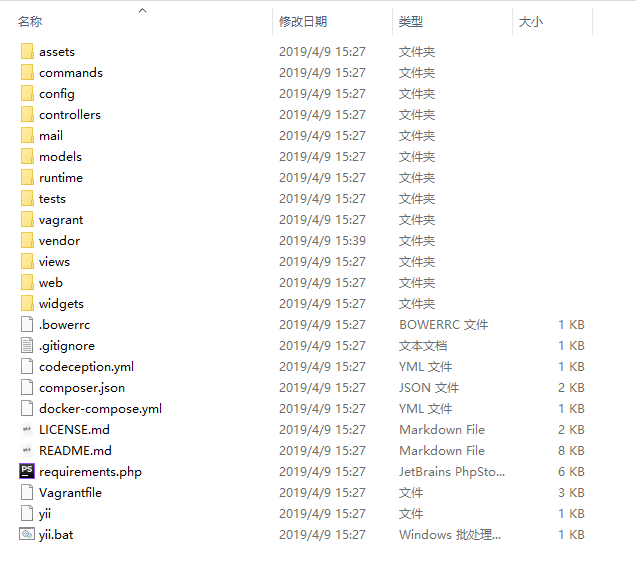 名称 修改日期 类型 大小
assets 2019/4/9 15:27 文件夹
commands 2019/4/9 15:27 文件夹
config 2019/4/9 15:27 文件夹
controllers 2019/4/9 15:27 文件夹
mail 2019/4/9 15:27 文件夹
models 2019/4/9 15:27 文件夹
runtime 2019/4/9 15:27 文件夹
tests 2019/4/9 15:27 文件夹
vagrant 2019/4/9 15:27 文件夹
vendor 2019/4/9 15:39 文件夹
views 2019/4/9 15:27 文件夹
web 2019/4/9 15:27 文件夹
widgets 2019/4/9 15:27 文件夹
.bowerrc 2019/4/9 15:27 BOWERRC 文件 1 KB
.gitignore 2019/4/9 15:27 文本文档 1 KB
codeception.yml 2019/4/9 15:27 YML 文件 1 KB
composer.json 2019/4/9 15:27 JSON 文件 2 KB
docker-compose.yml 2019/4/9 15:27 YML 文件 1 KB
LICENSE.md 2019/4/9 15:27 Markdown File 2 KB
README.md 2019/4/9 15:27 Markdown File 8 KB
requirements.php 2019/4/9 15:27 JetBrains PhpSto... 6 KB
Vagrantfile 2019/4/9 15:27 文件 3 KB
yii 2019/4/9 15:27 文件 1 KB
yii.bat 2019/4/9 15:27 Windows 批处理... 1 KB